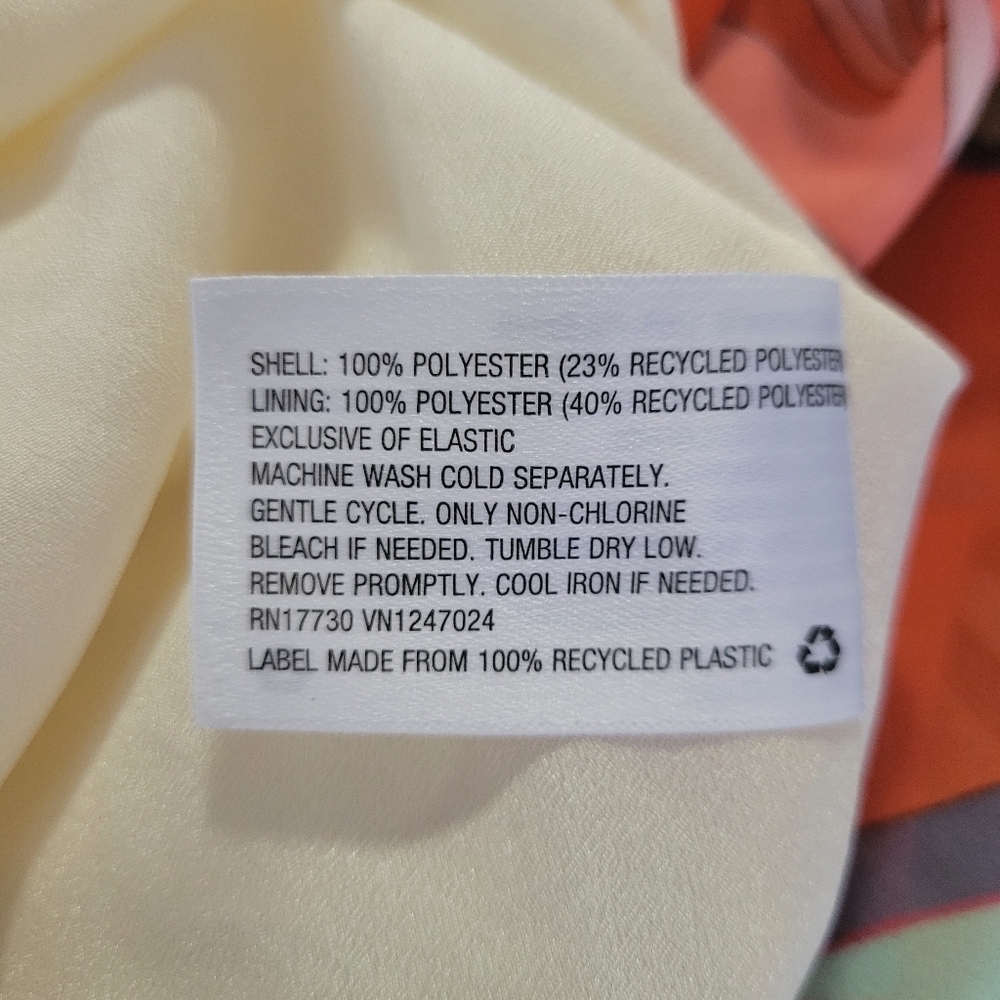 SHELL: 100% POLYESTER (23% RECYCLED POLYESTER
LINING: 100% POLYESTER (40% RECYCLED POLYESTER
EXCLUSIVE OF ELASTIC
MACHINE WASH COLD SEPARATELY.
GENTLE CYCLE. ONLY NON-CHLORINE
BLEACH IF NEEDED. TUMBLE DRY LOW.
REMOVE PROMPTLY. COOL IRON IF NEEDED.
RN17730 VN1247024
LABEL MADE FROM 100% RECYCLED PLASTIC